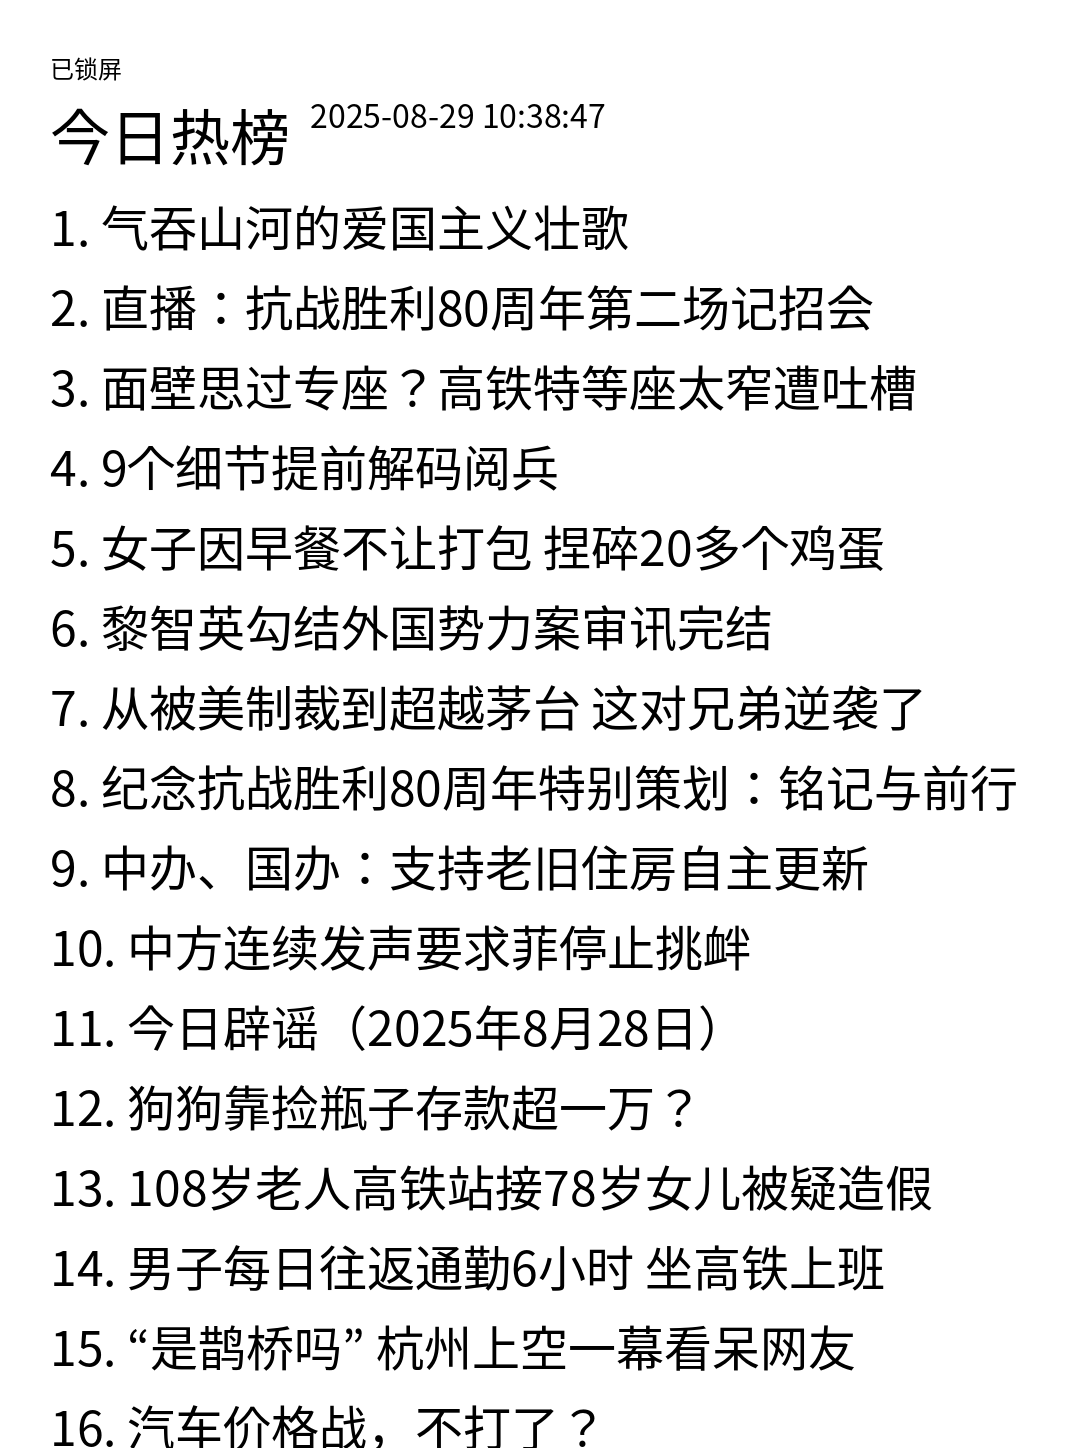 已锁屏
今日热榜 2025-08-29 10:38:47
1. 气吞山河的爱国主义壮歌
2. 直播：抗战胜利80周年第二场记招会
3. 面壁思过专座？高铁特等座太窄遭吐槽
4. 9个细节提前解码阅兵
5. 女子因早餐不让打包 捏碎20多个鸡蛋
6. 黎智英勾结外国势力案审讯完结
7. 从被美制裁到超越茅台 这对兄弟逆袭了
8. 纪念抗战胜利80周年特别策划：铭记与前行
9. 中办、国办：支持老旧住房自主更新
10. 中方连续发声要求菲停止挑衅
11. 今日辟谣（2025年8月28日）
12. 狗狗靠捡瓶子存款超一万？
13. 108岁老人高铁站接78岁女儿被疑造假
14. 男子每日往返通勤6小时 坐高铁上班
15. “是鹊桥吗” 杭州上空一幕看呆网友
16. 汽车价格战，不打了？